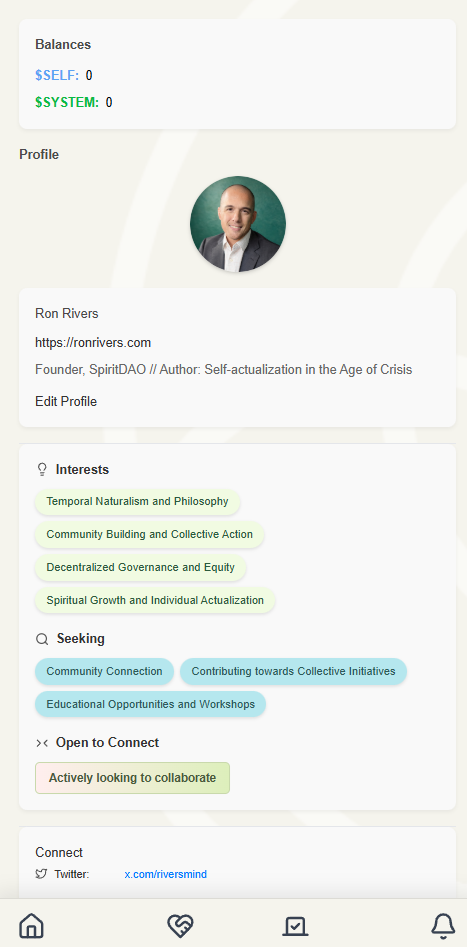 Balances
$SELF: 0
$SYSTEM: 0
Profile
Ron Rivers
https://ronrivers.com
Founder, SpiritDAO // Author: Self-actualization in the Age of Crisis
Edit Profile
Interests
Temporal Naturalism and Philosophy
Community Building and Collective Action
Decentralized Governance and Equity
Spiritual Growth and Individual Actualization
Seeking
Community Connection Contributing towards Collective Initiatives
Educational Opportunities and Workshops
Open to Connect
Actively looking to collaborate
Connect
Twitter: x.com/riversmind